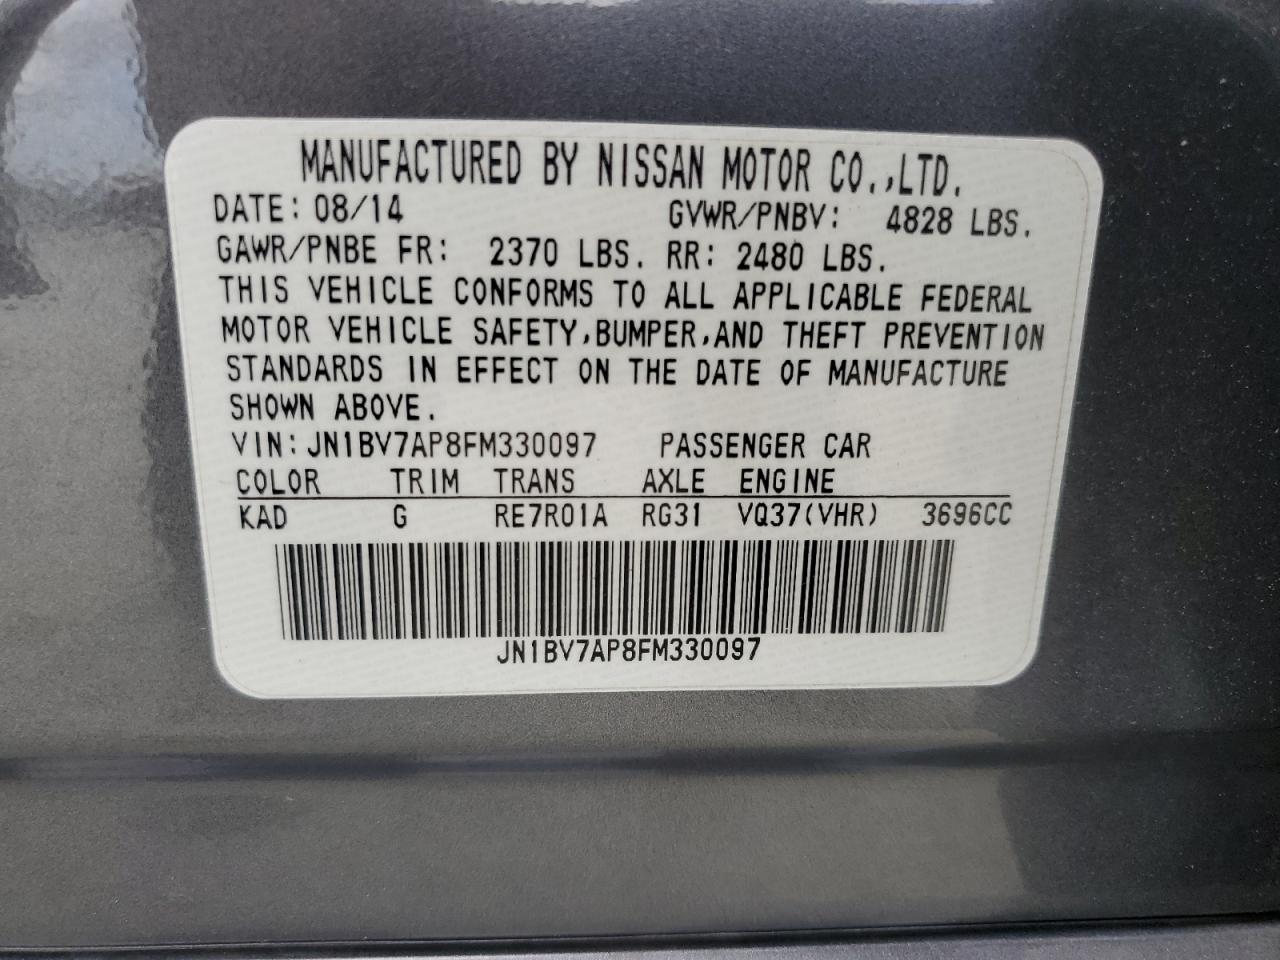 MANUFACTURED BY NISSAN MOTOR CO.,LTD.
DATE: 08/14 GVWR/PNBV: 4828 LBS.
GAWR/PNBE FR: 2370 LBS. RR: 2480 LBS.
THIS VEHICLE CONFORMS TO ALL APPLICABLE FEDERAL
MOTOR VEHICLE SAFETY,BUMPER,AND THEFT PREVENTION
STANDARDS IN EFFECT ON THE DATE OF MANUFACTURE
SHOWN ABOVE.
VIN:JN1BV7AP8FM330097 PASSENGER CAR
COLOR TRIM TRANS AXLE ENGINE
KAD G RE7R01A RG31 VQ37(VHR) 3696CC
JN1BV7AP8FM330097